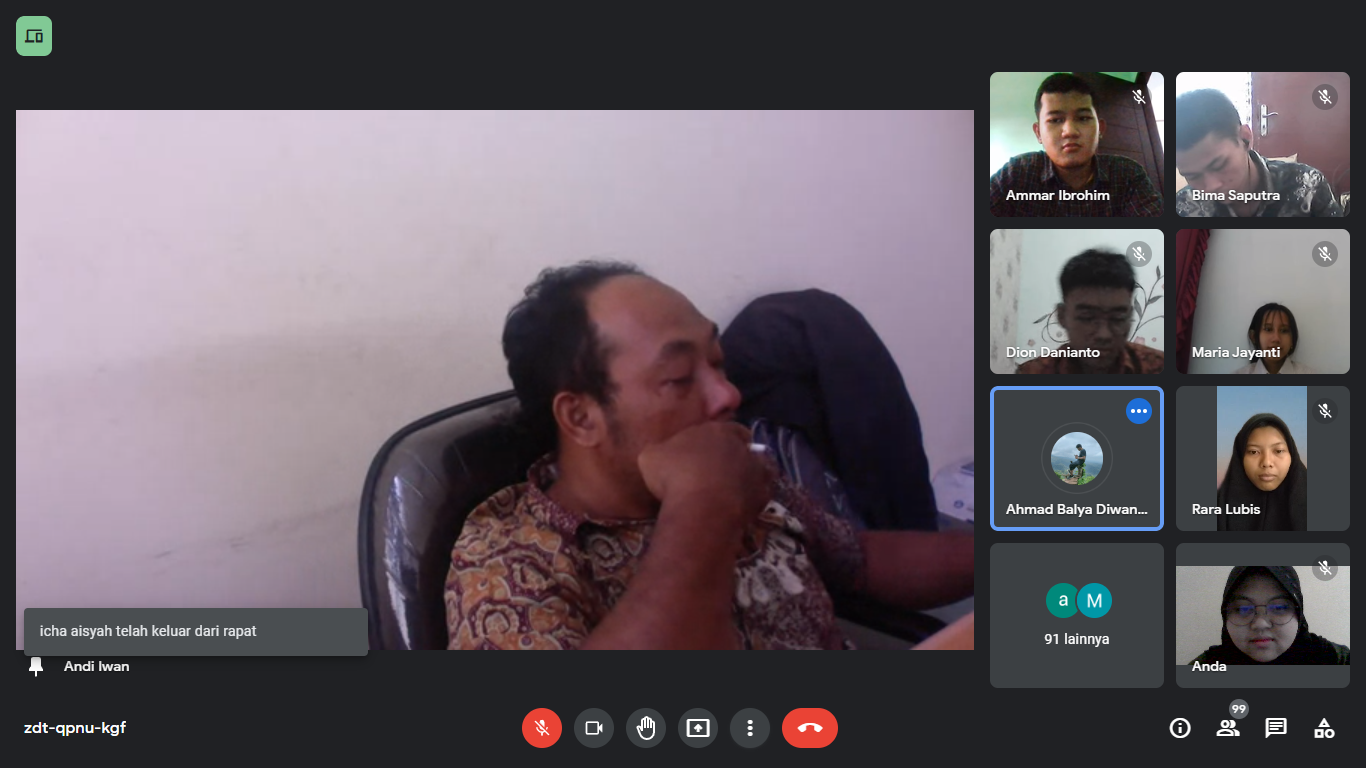 Ammar Ibrohim
Bima Saputra
Dion Danianto
Maria Jayanti
Ahmad Balya Diwan...
Rara Lubis
a M
91 lainnya
Anda
icha aisyah telah keluar dari rapat
Andi Iwan
zdt-qpnu-kgf
99